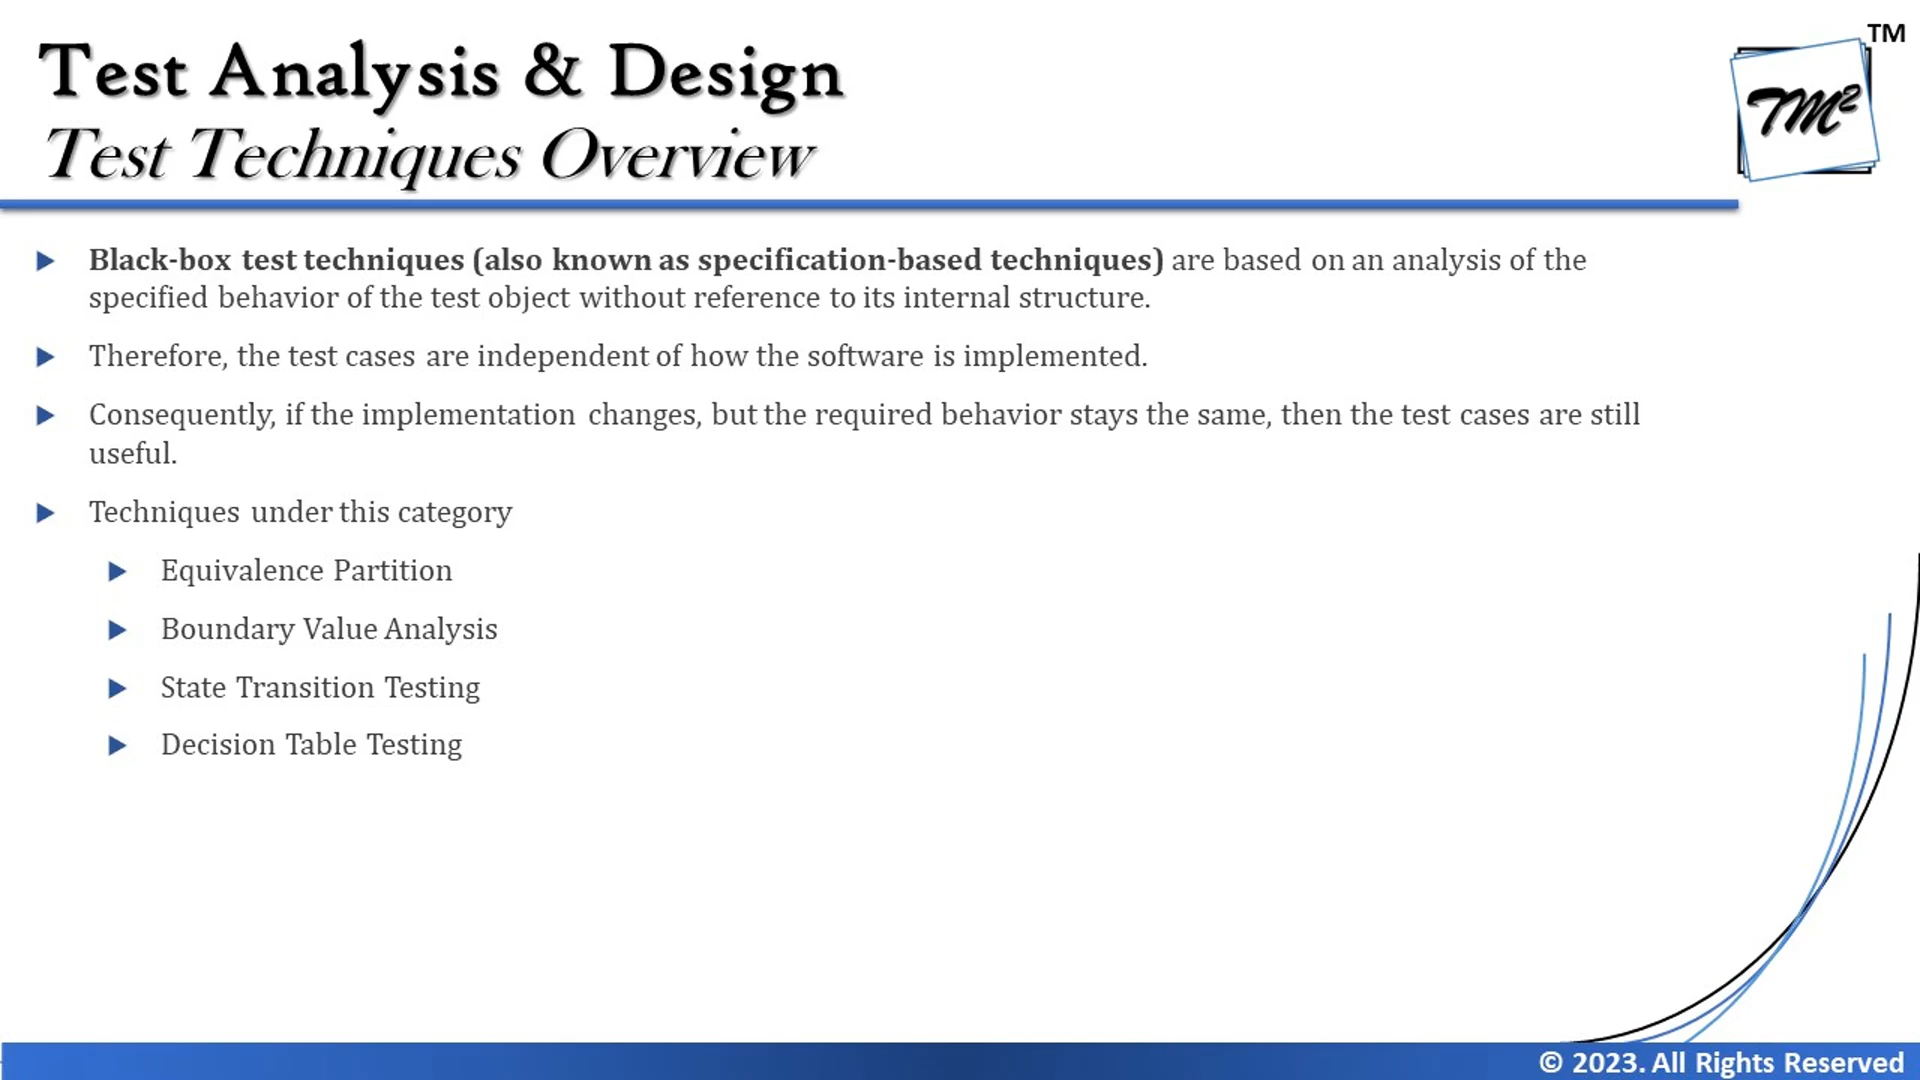 Test Analysis & Design
TM
Test Techniques Overview
TM²
Black-box test techniques (also known as specification-based techniques) are based on an analysis of the
specified behavior of the test object without reference to its internal structure.
Therefore, the test cases are independent of how the software is implemented.
Consequently, if the implementation changes, but the required behavior stays the same, then the test cases are still
useful.
Techniques under this category
Equivalence Partition
Boundary Value Analysis
State Transition Testing
Decision Table Testing
© 2023. All Rights Reserved